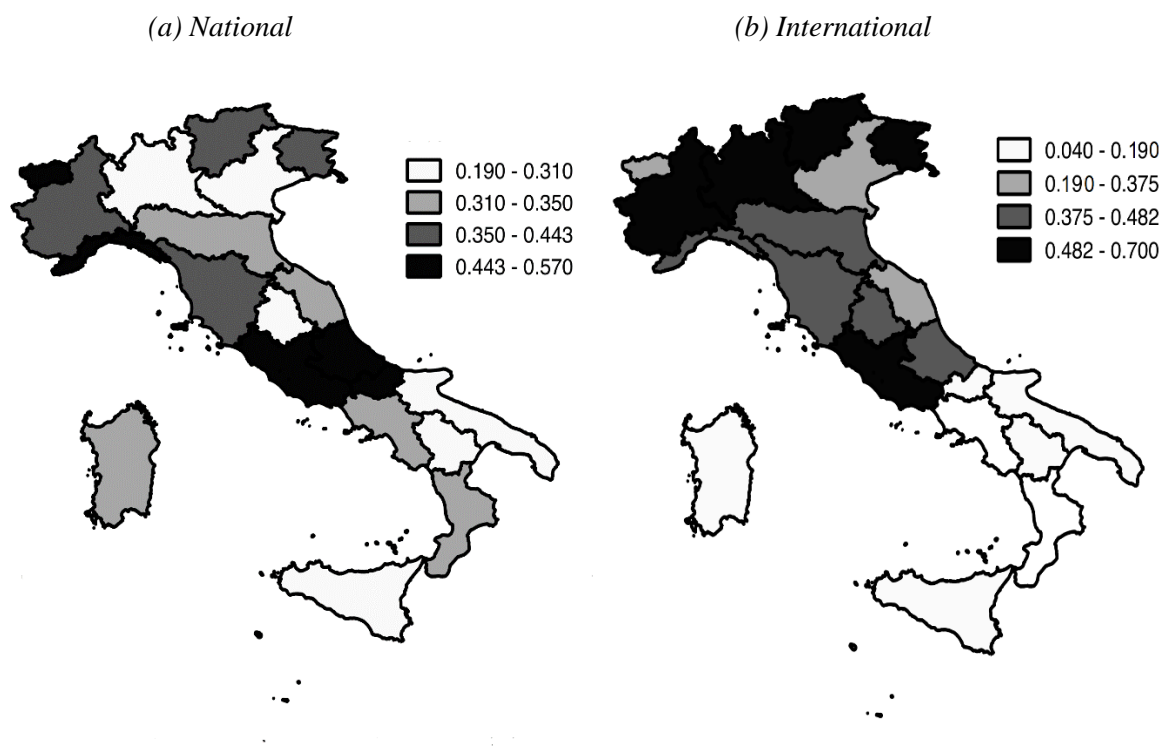 (a) National
(b) International
0.190 - 0.310
0.310 - 0.350
0.350 - 0.443
0.443 - 0.570
0.040 - 0.190
0.190 - 0.375
0.375 - 0.482
0.482 - 0.700